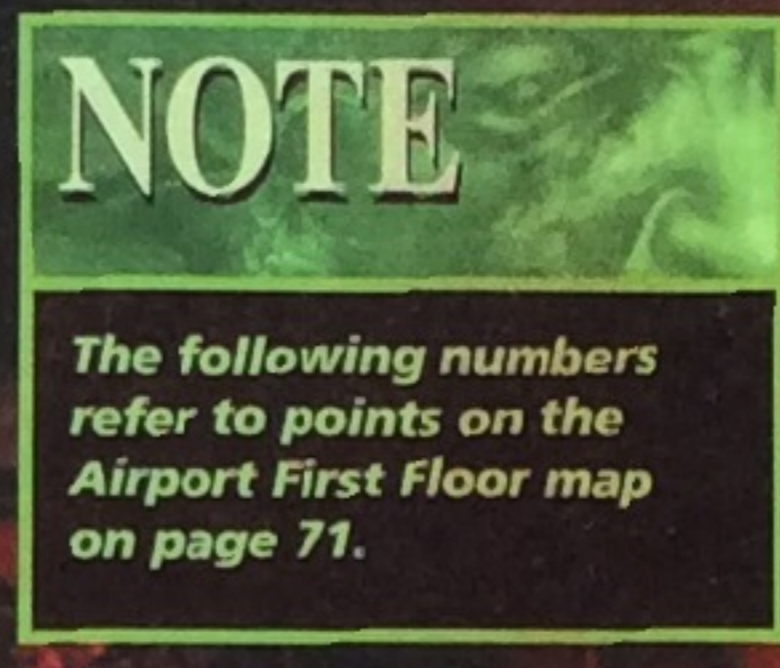 NOTE
The following numbers
refer to points on the
Airport First Floor map
on page 71.